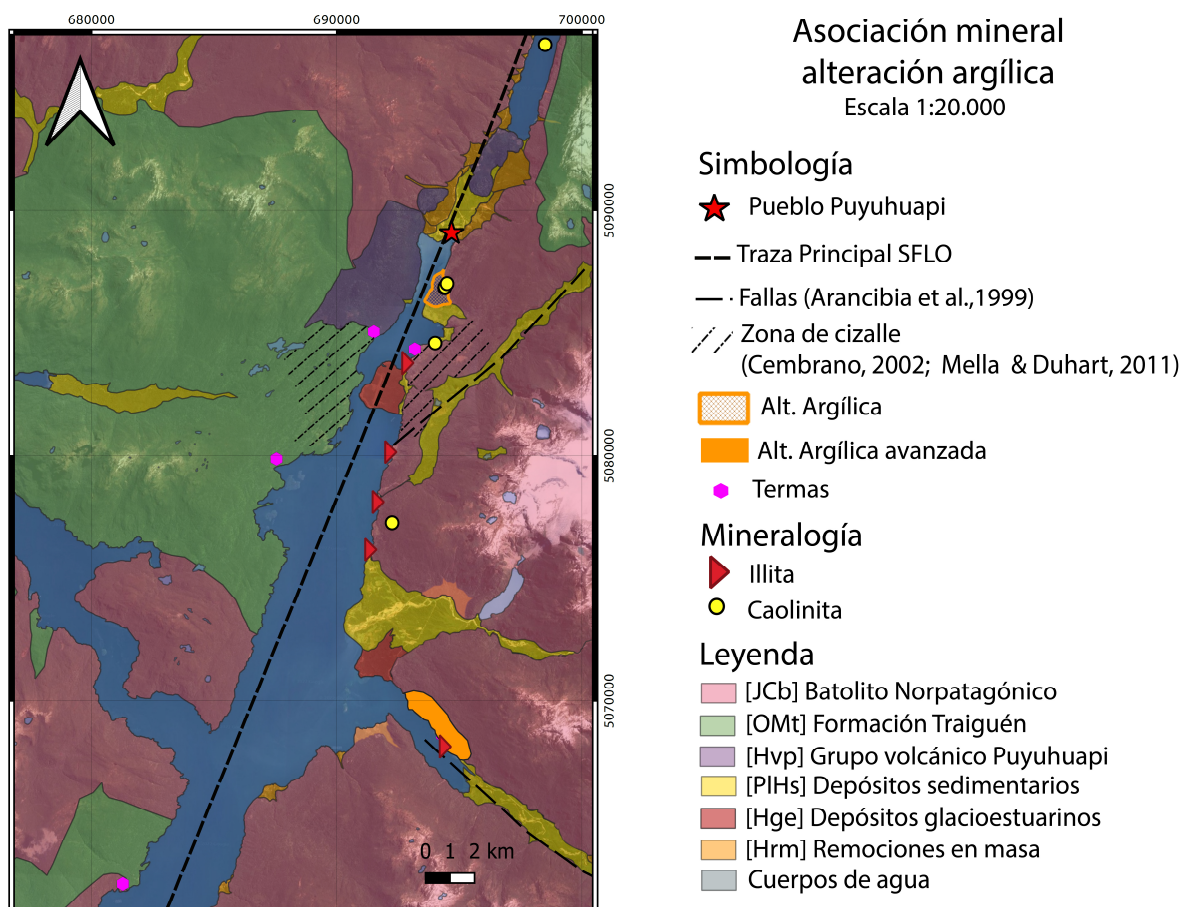 680000
690000
700000
5090000
5080000
5070000
0 1 2 km
Asociación mineral
alteración argílica
Escala 1:20.000
Simbología
Pueblo Puyuhuapi
Traza Principal SFLO
Fallas (Arancibia et al.,1999)
Zona de cizalle
(Cembrano, 2002; Mella & Duhart, 2011)
Alt. Argílica
Alt. Argílica avanzada
Termas
Mineralogía
Illita
Caolinita
Leyenda
[JCb] Batolito Norpatagónico
[OMt] Formación Traiguén
[Hvp] Grupo volcánico Puyuhuapi
[PlHs] Depósitos sedimentarios
[Hge] Depósitos glacioestuarinos
[Hrm] Remociones en masa
Cuerpos de agua